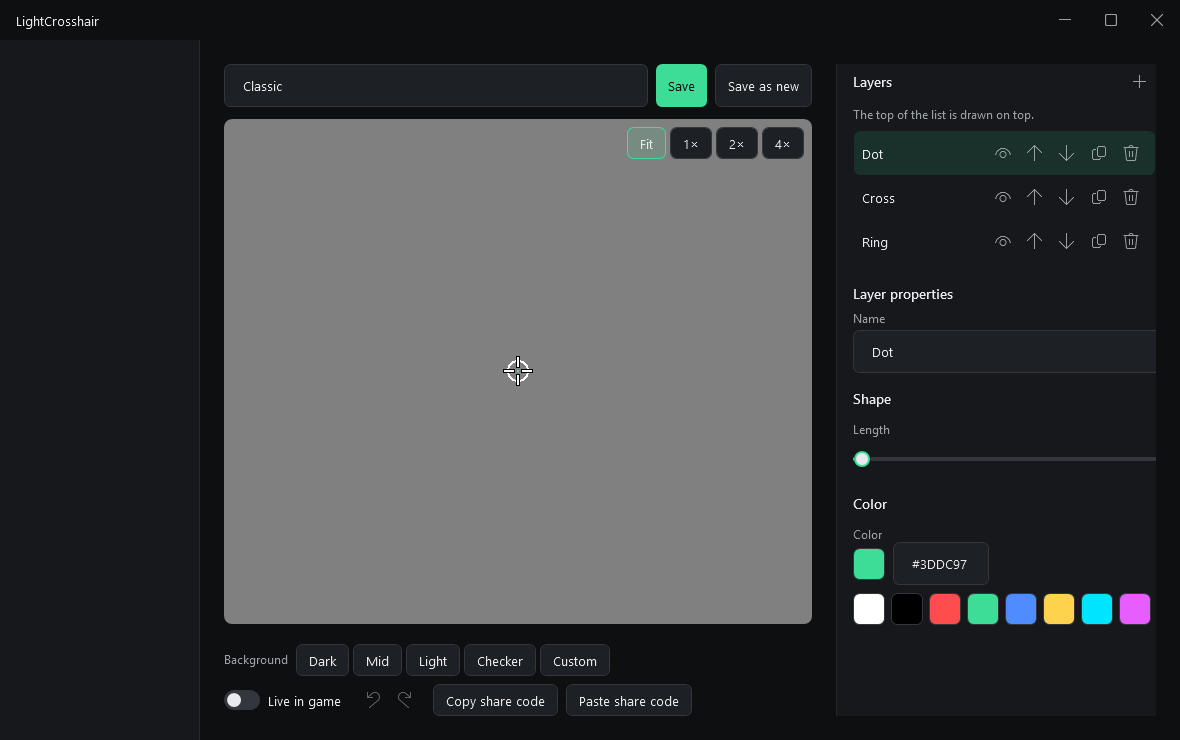 LightCrosshair
Classic
Save
Save as new
Fit
1×
2×
4×
Background
Dark
Mid
Light
Checker
Custom
Live in game
Copy share code
Paste share code
Layers
The top of the list is drawn on top.
Dot
Cross
Ring
Layer properties
Name
Dot
Shape
Length
Color
Color
#3DDC97